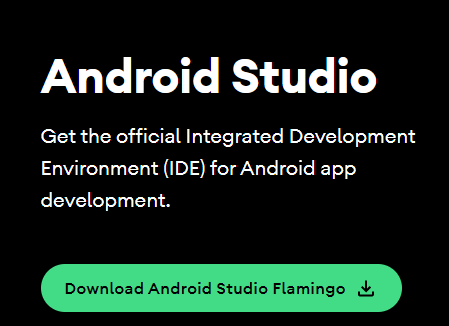 Android Studio
Get the official Integrated Development
Environment (IDE) for Android app
development.
Download Android Studio Flamingo